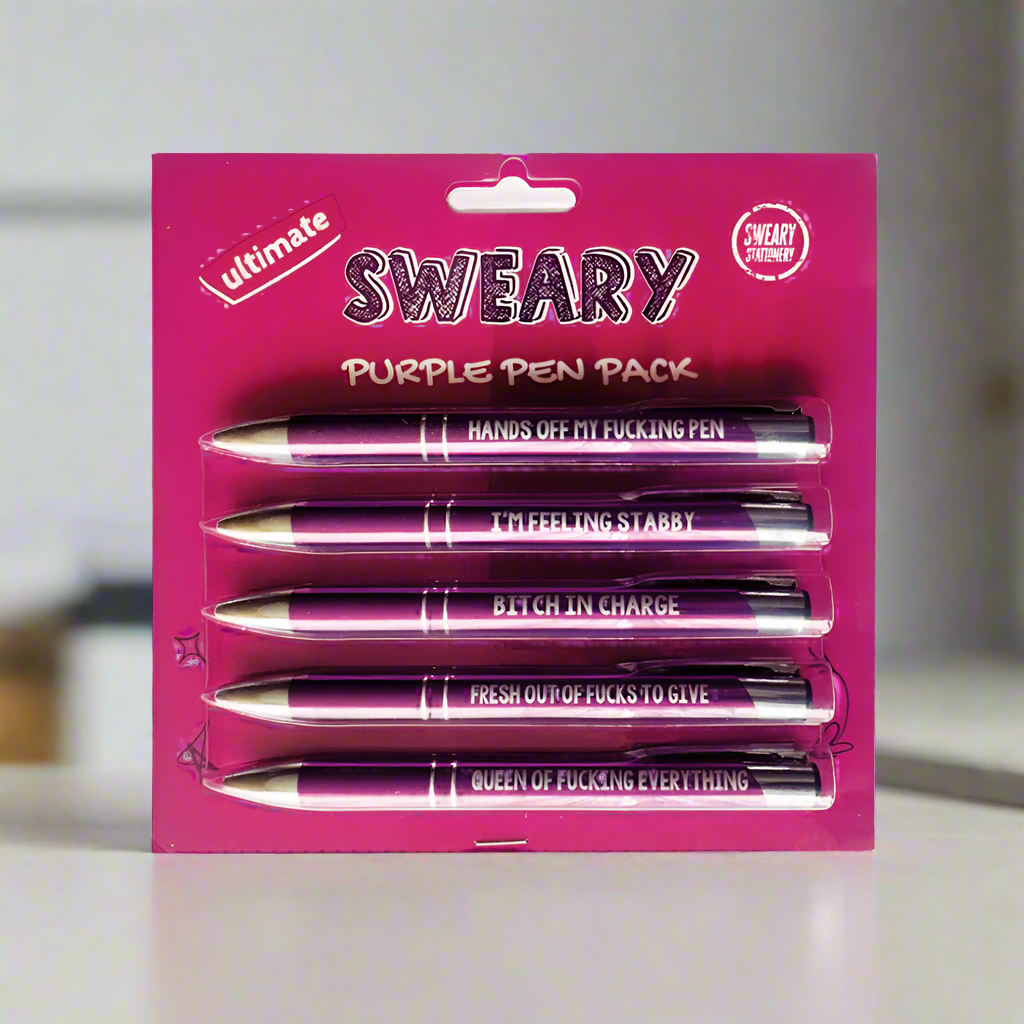 ultimate
SWEARY
STATIONERY
SWEARY
PURPLE PEN PACK
HANDS OFF MY FUCKING PEN
I'M FEELING STABBY
BITCH IN CHARGE
FRESH OUT OF FUCKS TO GIVE
QUEEN OF FUCKING EVERYTHING